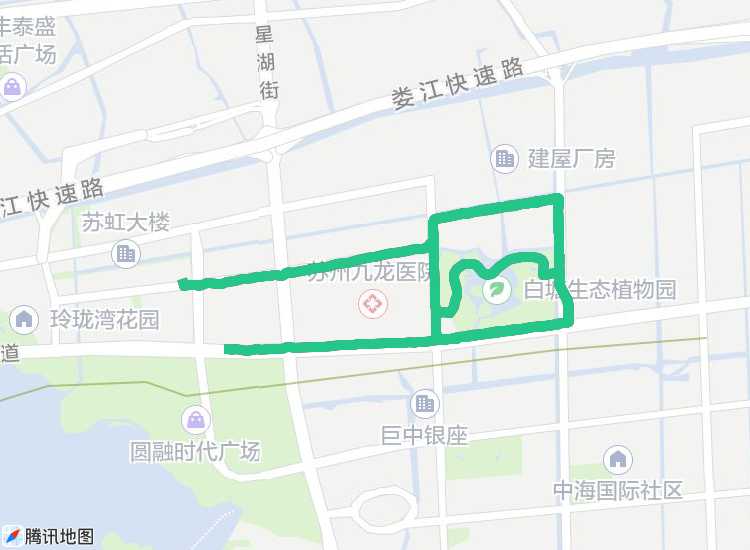 丰泰盛
活广场
星湖街
娄江快速路
建屋厂房
江快速路
苏虹大楼
苏州九龙医院
白塘生态植物园
玲珑湾花园
道
巨中银座
圆融时代广场
中海国际社区
腾讯地图